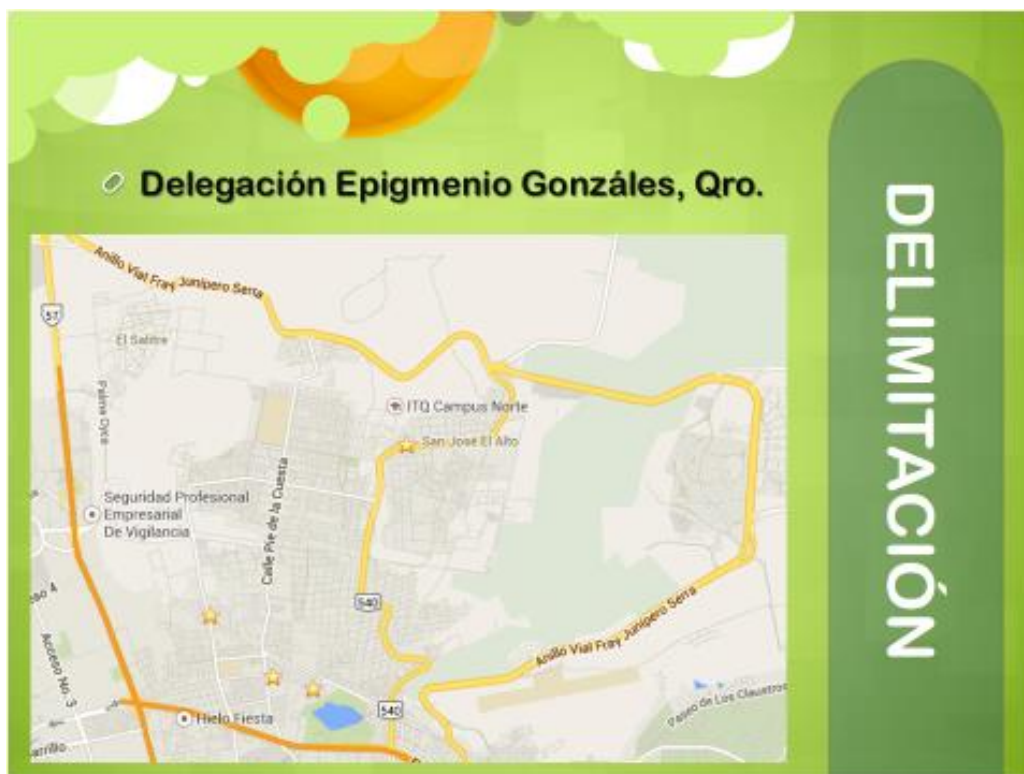 Delegación Epigmenio Gonzáles, Qro.
DELIMITACIÓN
Anillo Vial Fray Junípero Serra
57
El Salitre
ITQ Campus Norte
San José El Alto
Seguridad Profesional
Empresarial
De Vigilancia
Calle Pie de la Cuesta
540
Acceso No. 3
Anillo Vial Fray Junípero Serra
Paseo de Los Claustros
540
Hielo Fiesta